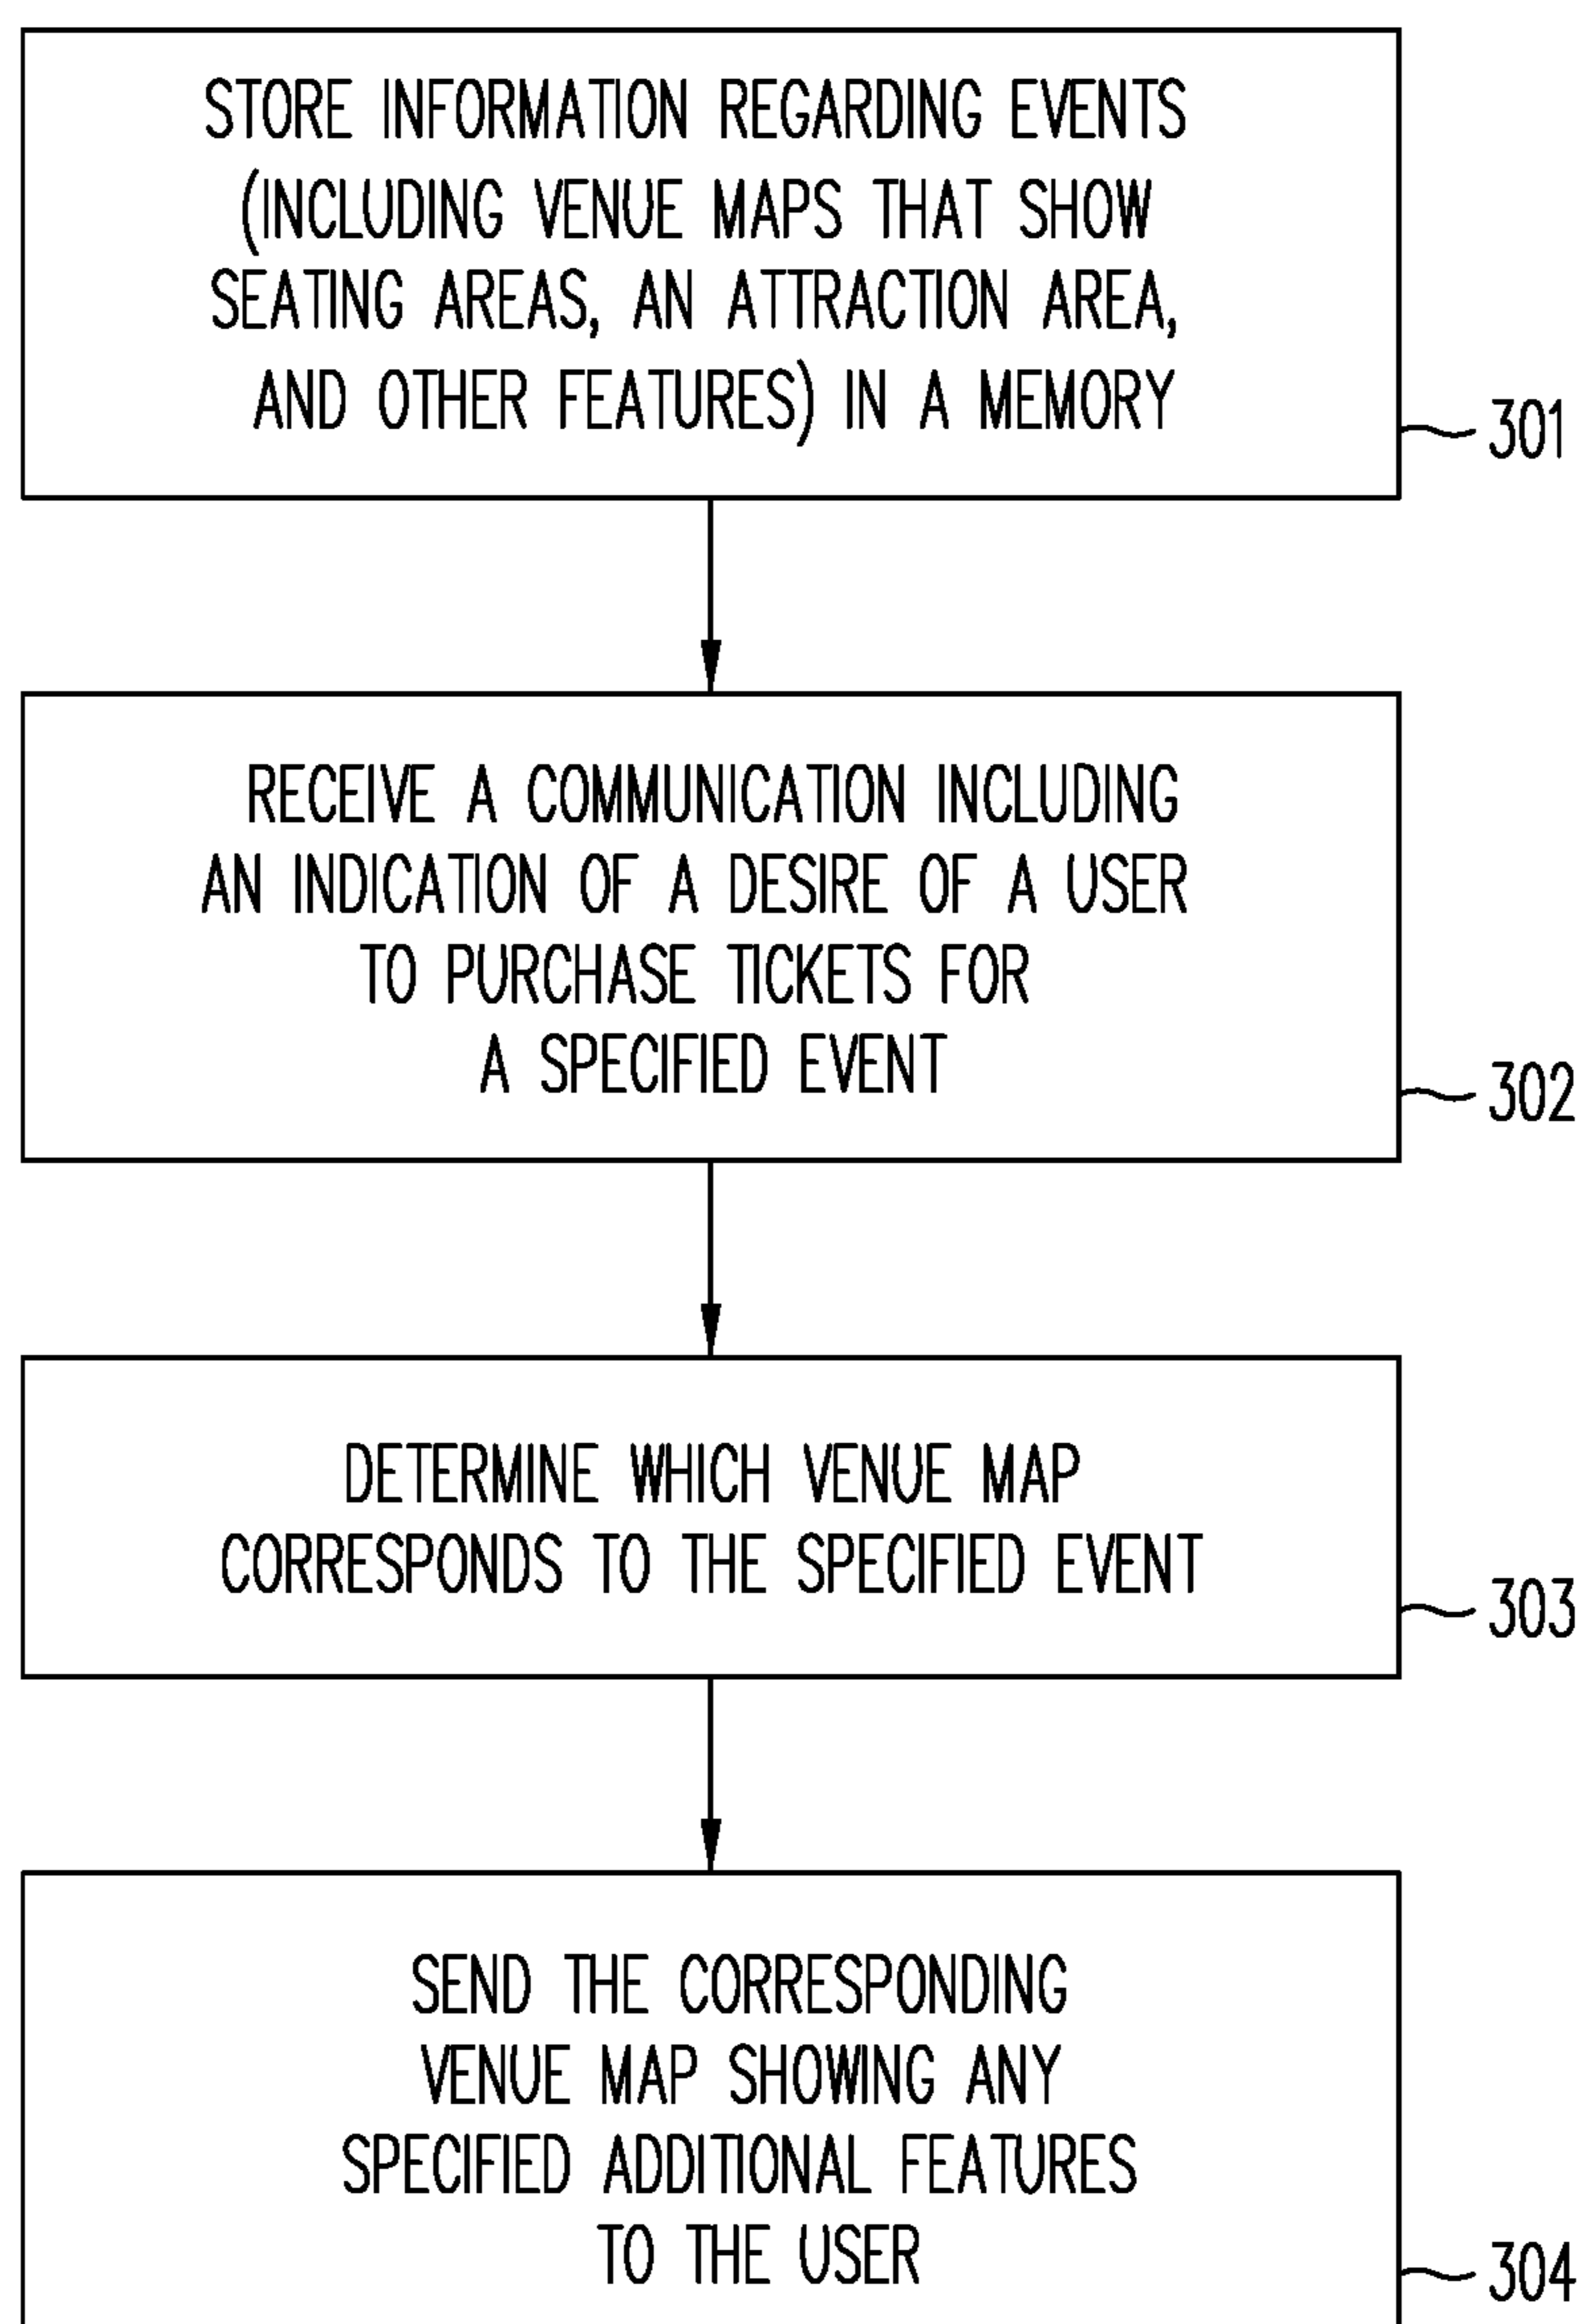 STORE INFORMATION REGARDING EVENTS
(INCLUDING VENUE MAPS THAT SHOW
SEATING AREAS, AN ATTRACTION AREA,
AND OTHER FEATURES) IN A MEMORY
301
RECEIVE A COMMUNICATION INCLUDING
AN INDICATION OF A DESIRE OF A USER
TO PURCHASE TICKETS FOR
A SPECIFIED EVENT
302
DETERMINE WHICH VENUE MAP
CORRESPONDS TO THE SPECIFIED EVENT
303
SEND THE CORRESPONDING
VENUE MAP SHOWING ANY
SPECIFIED ADDITIONAL FEATURES
TO THE USER
304